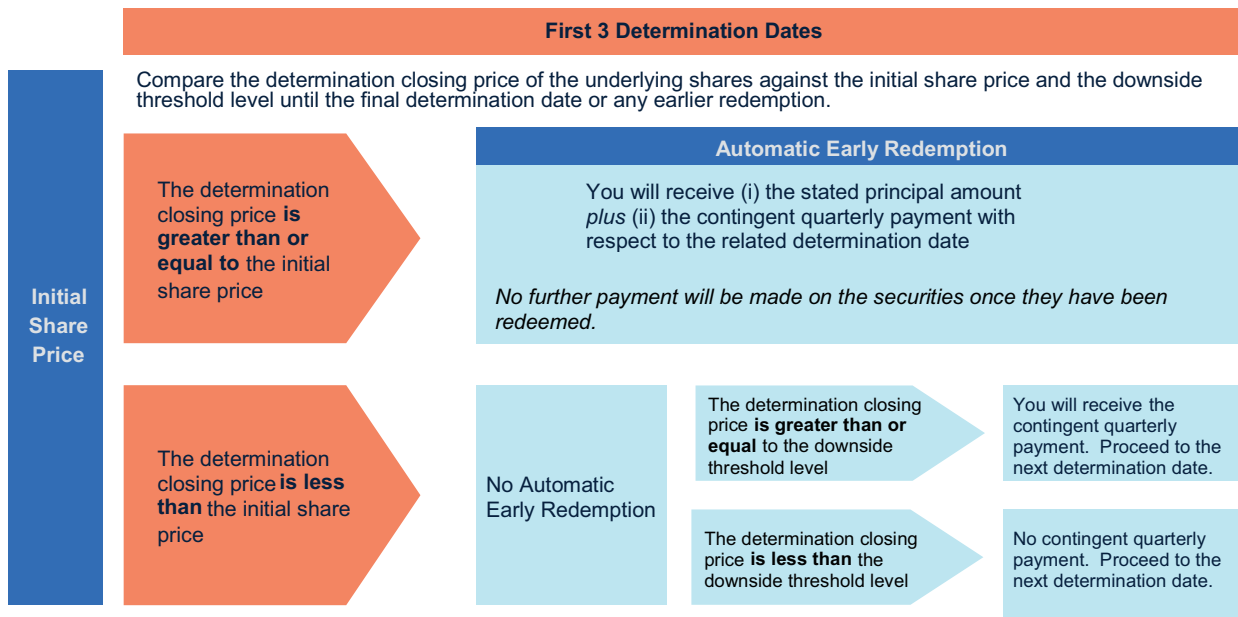 First 3 Determination Dates
Compare the determination closing price of the underlying shares against the initial share price and the downside
threshold level until the final determination date or any earlier redemption.
Initial
Share
Price
The determination
closing price is
greater than or
equal to the initial
share price
Automatic Early Redemption
You will receive (i) the stated principal amount
plus (ii) the contingent quarterly payment with
respect to the related determination date
No further payment will be made on the securities once they have been
redeemed.
The determination
closing price is less
than the initial share
price
No Automatic
Early Redemption
The determination closing
price is greater than or
equal to the downside
threshold level
You will receive the
contingent quarterly
payment.  Proceed to the
next determination date.
The determination closing
price is less than the
downside threshold level
No contingent quarterly
payment.  Proceed to the
next determination date.